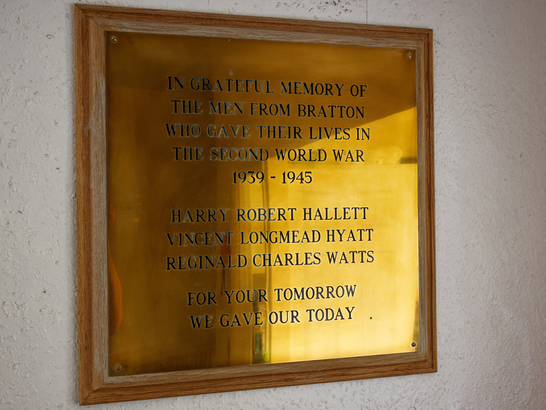 IN GRATEFUL MEMORY OF
THE MEN FROM BRATTON
WHO GAVE THEIR LIVES IN
THE SECOND WORLD WAR
1939 - 1945
HARRY ROBERT HALLETT
VINCENT LONGMEAD HYATT
REGINALD CHARLES WATTS
FOR YOUR TOMORROW
WE GAVE OUR TODAY .